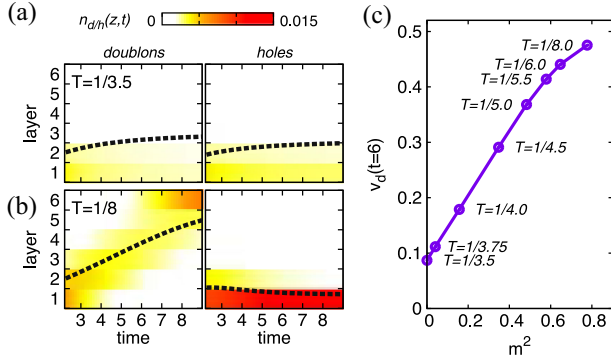 (a)
n_{d/h}(z,t) 0 0.015
doublons holes
T=1/3.5
layer
6
5
4
3
2
1
(b)
T=1/8
layer
6
5
4
3
2
1
3 4 5 6 7 8 3 4 5 6 7 8
time time
(c)
v_d(t=6)
0.5
0.4
0.3
0.2
0.1
0
T=1/8.0
T=1/6.0
T=1/5.5
T=1/5.0
T=1/4.5
T=1/4.0
T=1/3.75
T=1/3.5
0 0.2 0.4 0.6 0.8
m²